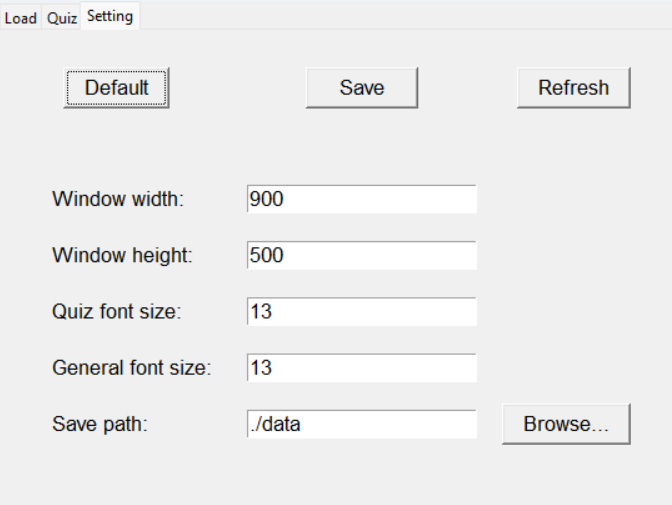 Load Quiz Setting
Default Save Refresh
Window width: 900
Window height: 500
Quiz font size: 13
General font size: 13
Save path: ./data Browse...